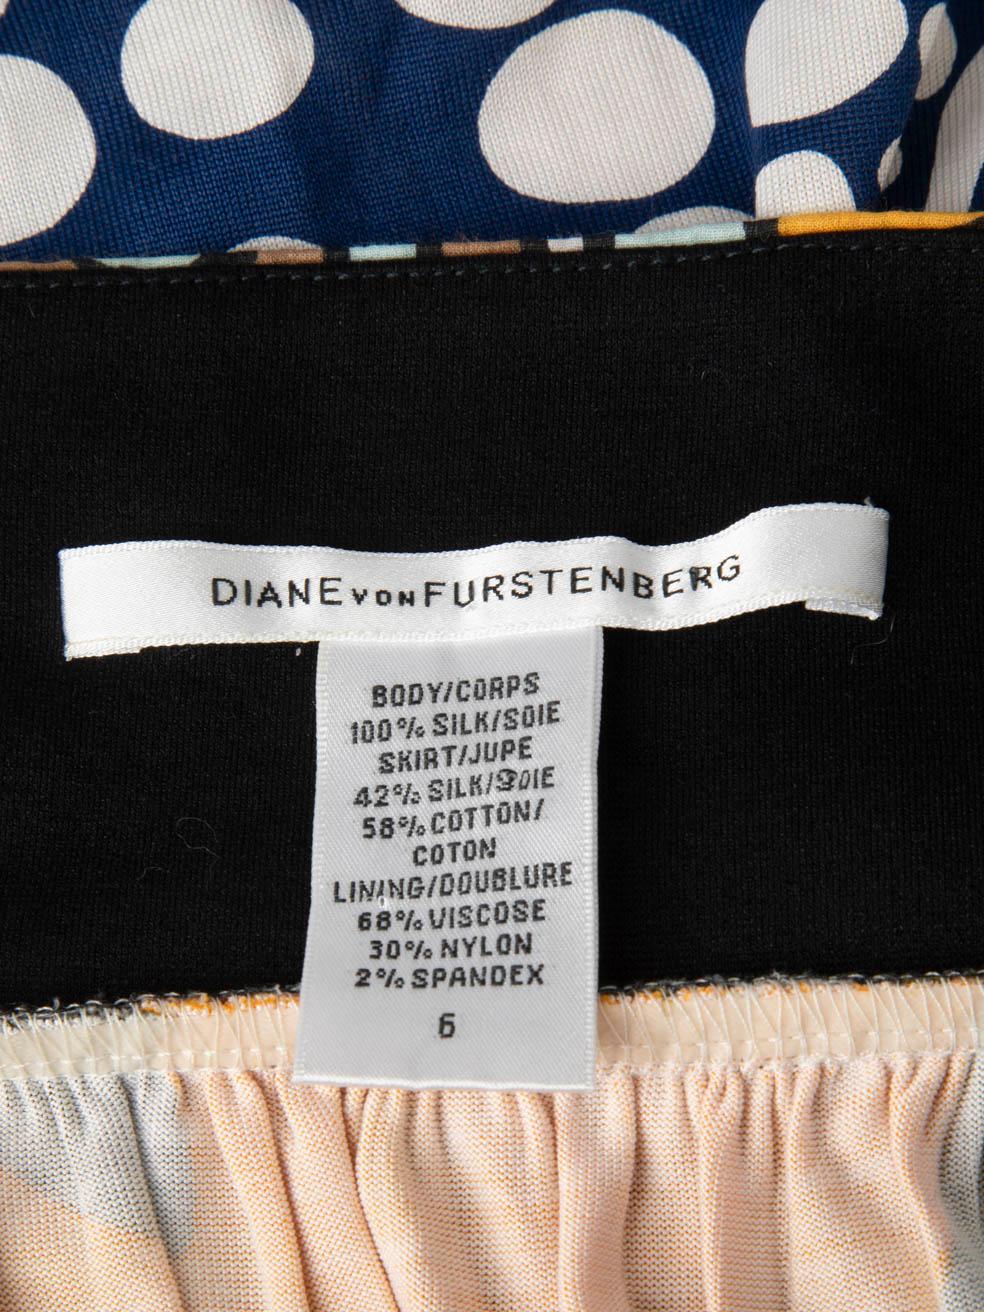 DIANE VON FURSTENBERG
BODY/CORPS
100% SILK/SOIE
SKIRT/JUPE
42% SILK/SOIE
58% COTTON/
COTON
LINING/DOUBLURE
68% VISCOSE
30% NYLON
2% SPANDEX
6